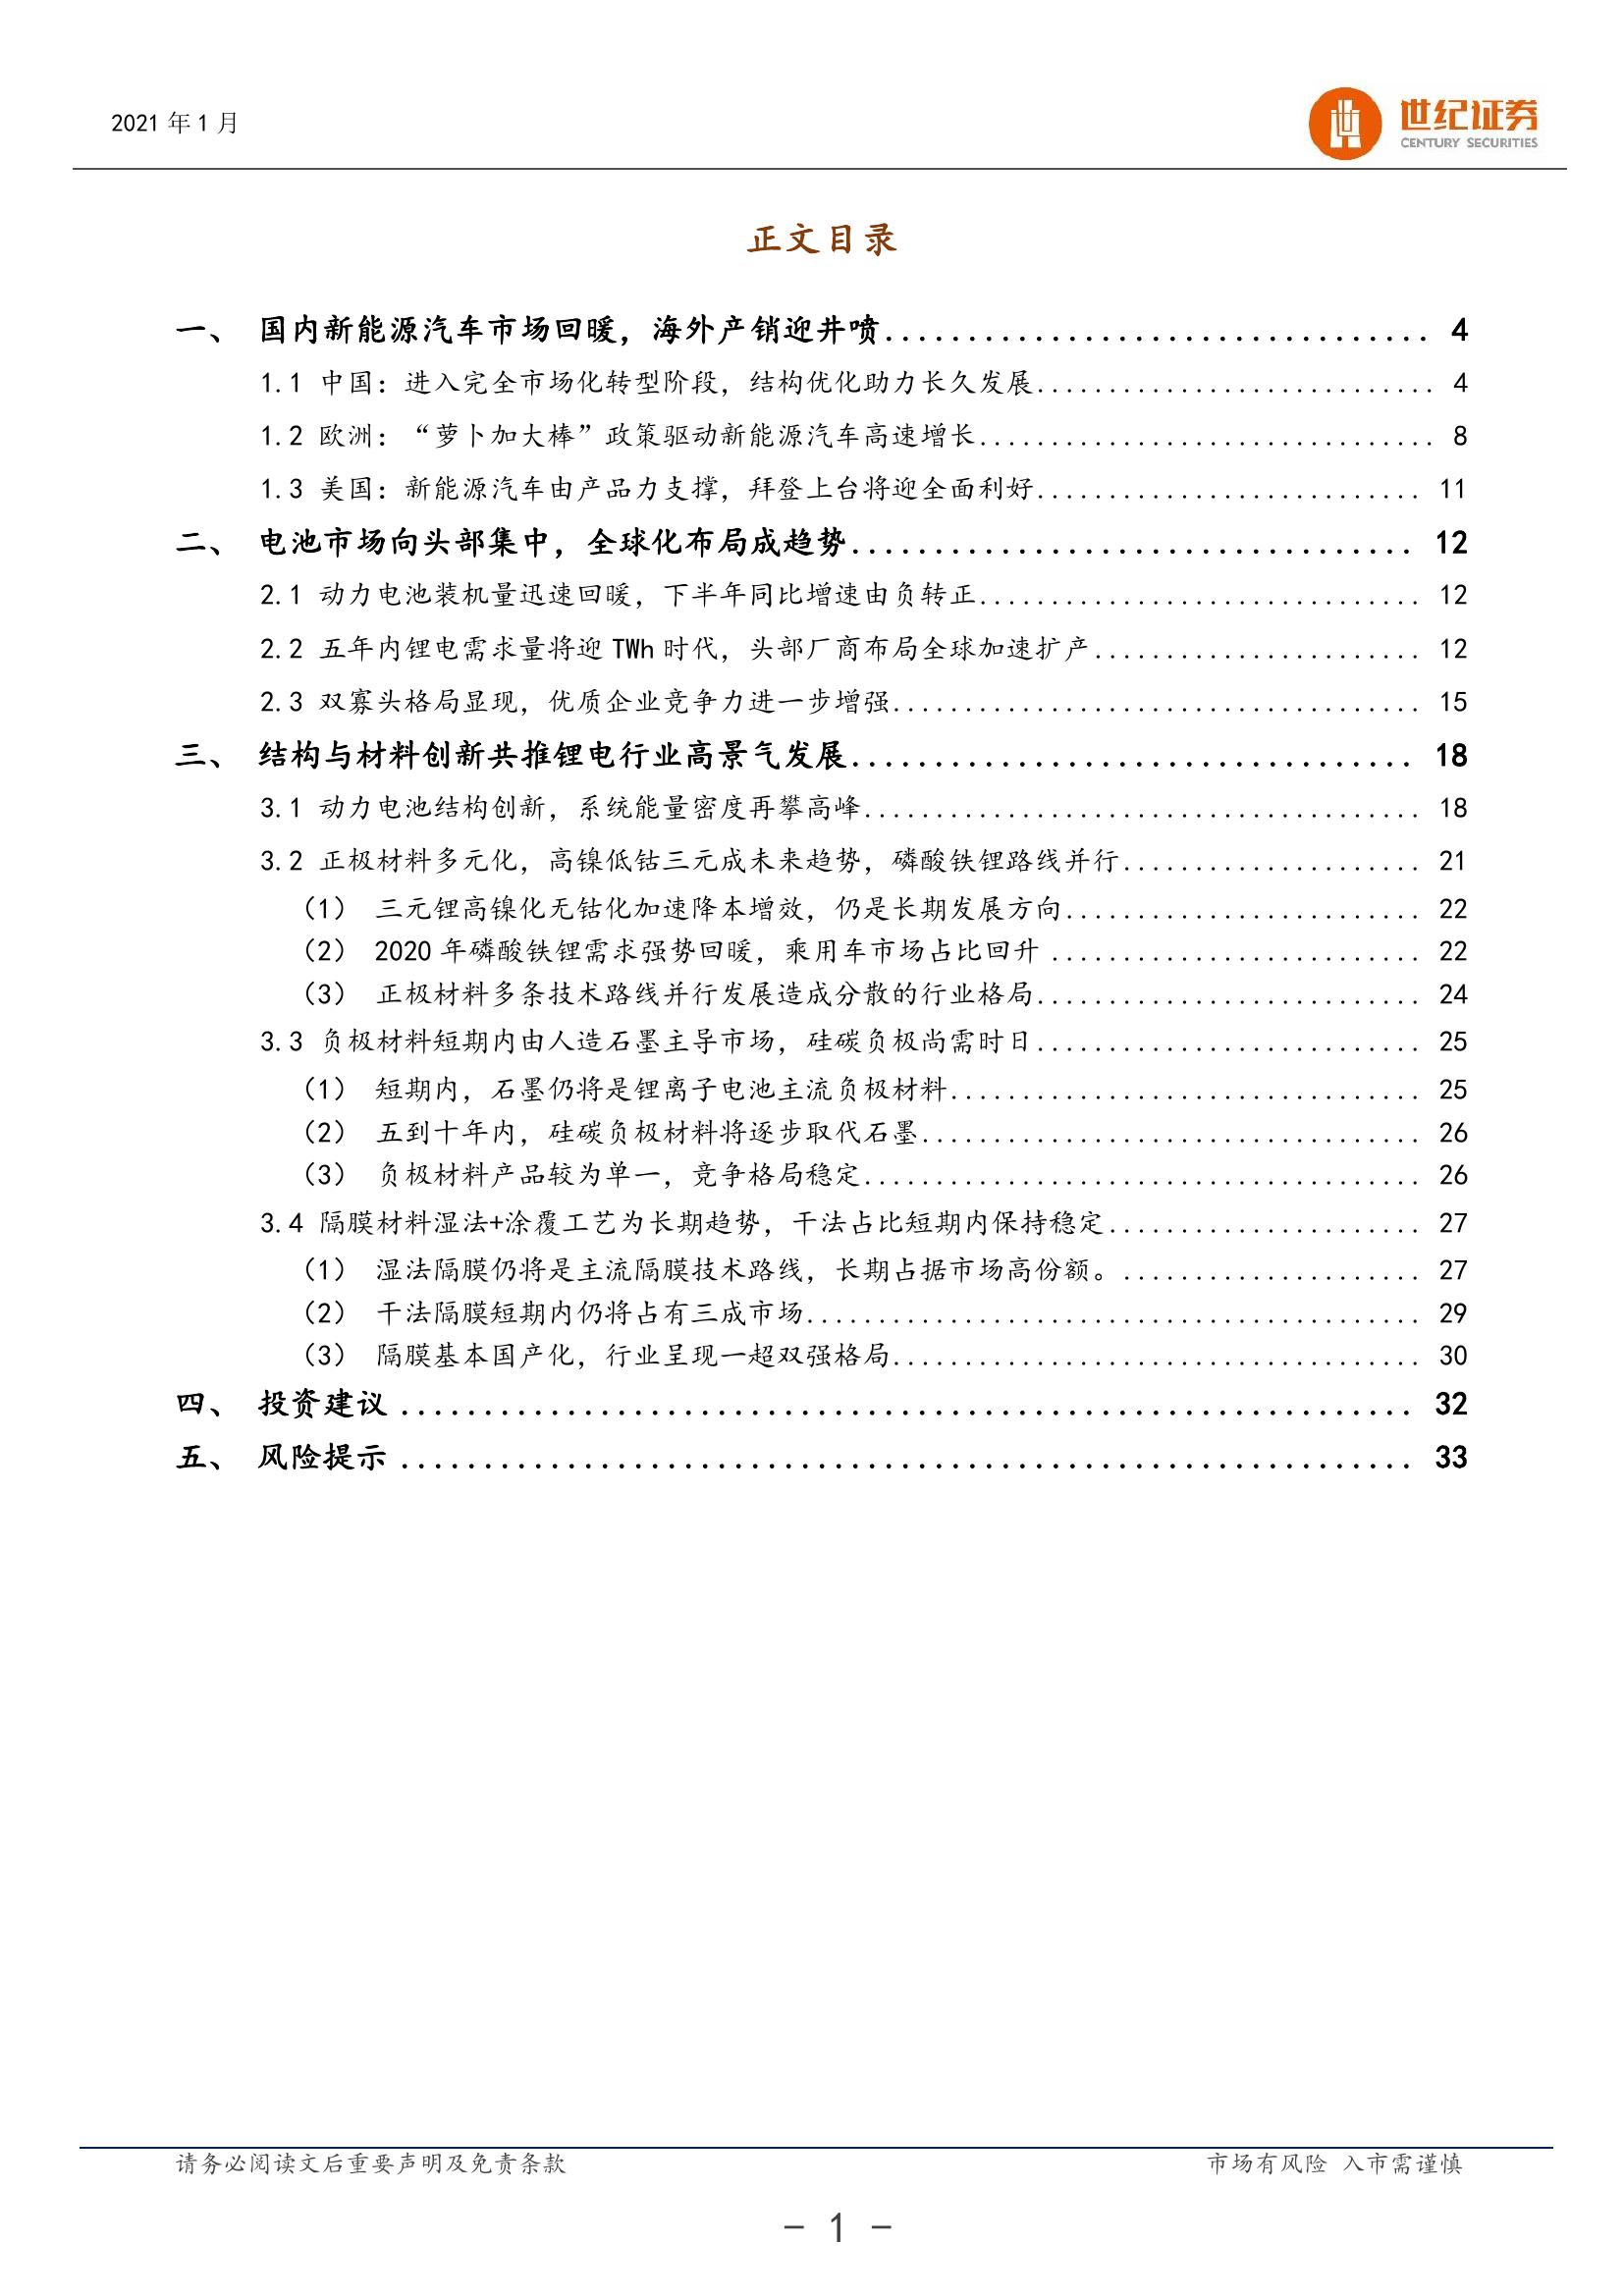 2021 年 1 月
世纪证券
CENTURY SECURITIES
正文目录
一、 国内新能源汽车市场回暖，海外产销迎井喷................................. 4
1.1 中国：进入完全市场化转型阶段，结构优化助力长久发展............................ 4
1.2 欧洲：“萝卜加大棒”政策驱动新能源汽车高速增长................................ 8
1.3 美国：新能源汽车由产品力支撑，拜登上台将迎全面利好........................... 11
二、 电池市场向头部集中，全球化布局成趋势.................................. 12
2.1 动力电池装机量迅速回暖，下半年同比增速由负转正............................... 12
2.2 五年内锂电需求量将迎 TWh 时代，头部厂商布局全球加速扩产....................... 12
2.3 双寡头格局显现，优质企业竞争力进一步增强..................................... 15
三、 结构与材料创新共推锂电行业高景气发展.................................. 18
3.1 动力电池结构创新，系统能量密度再攀高峰....................................... 18
3.2 正极材料多元化，高镍低钴三元成未来趋势，磷酸铁锂路线并行..................... 21
（1） 三元锂高镍化无钴化加速降本增效，仍是长期发展方向......................... 22
（2） 2020 年磷酸铁锂需求强势回暖，乘用车市场占比回升 .......................... 22
（3） 正极材料多条技术路线并行发展造成分散的行业格局........................... 24
3.3 负极材料短期内由人造石墨主导市场，硅碳负极尚需时日........................... 25
（1） 短期内，石墨仍将是锂离子电池主流负极材料................................. 25
（2） 五到十年内，硅碳负极材料将逐步取代石墨................................... 26
（3） 负极材料产品较为单一，竞争格局稳定....................................... 26
3.4 隔膜材料湿法+涂覆工艺为长期趋势，干法占比短期内保持稳定...................... 27
（1） 湿法隔膜仍将是主流隔膜技术路线，长期占据市场高份额。..................... 27
（2） 干法隔膜短期内仍将占有三成市场........................................... 29
（3） 隔膜基本国产化，行业呈现一超双强格局..................................... 30
四、 投资建议 .............................................................. 32
五、 风险提示 .............................................................. 33
请务必阅读文后重要声明及免责条款
市场有风险 入市需谨慎
- 1 -